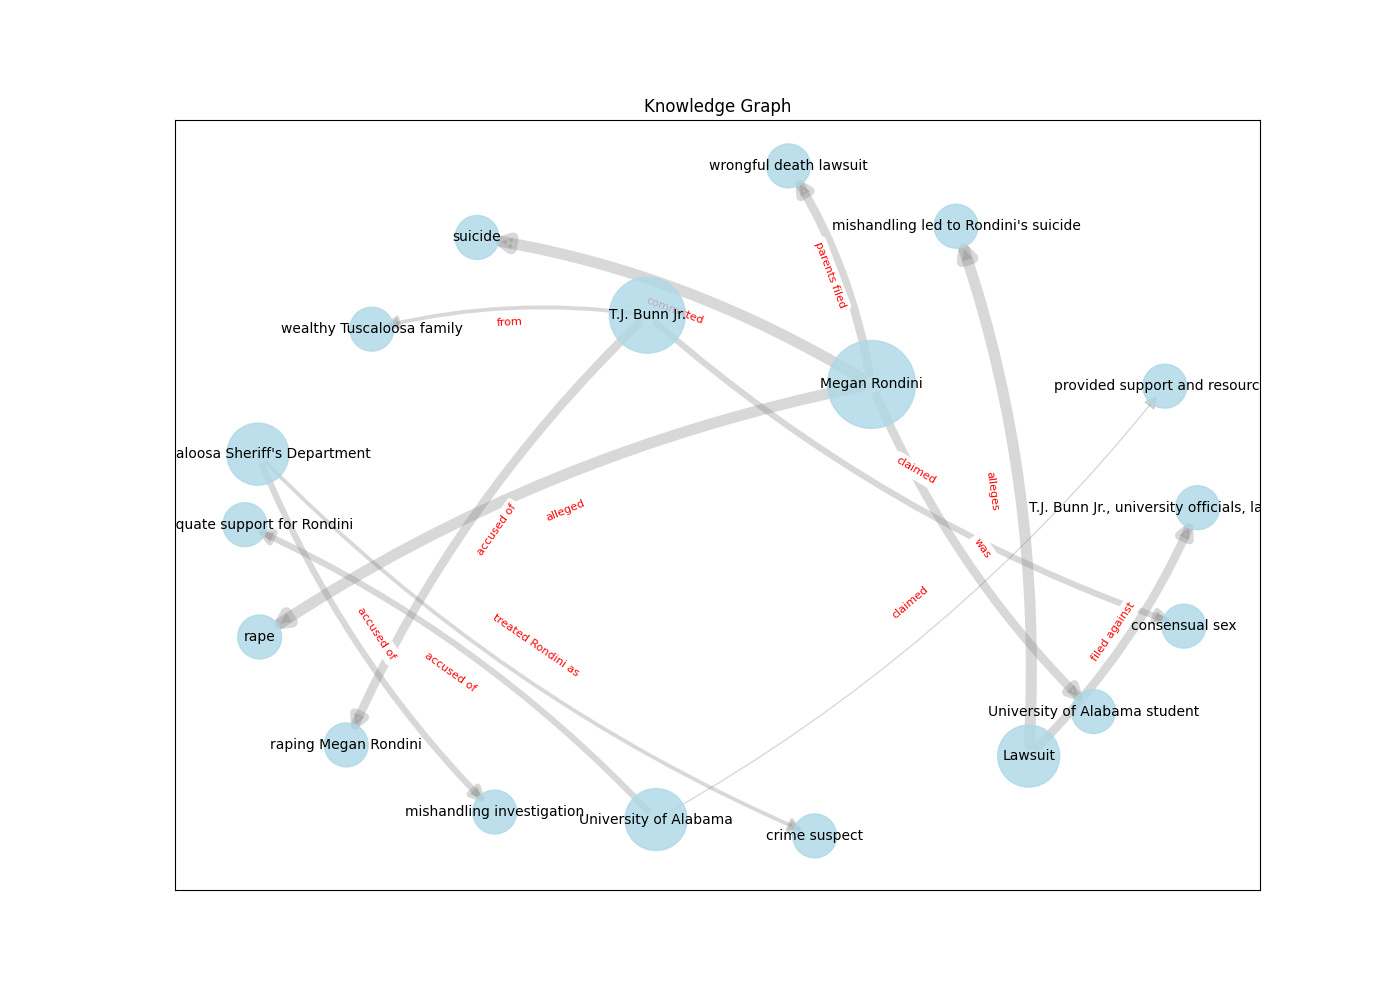 Knowledge Graph
wrongful death lawsuit
mishandling led to Rondini's suicide
suicide
parents filed
T.J. Bunn Jr.
wealthy Tuscaloosa family
from
committed
Megan Rondini
provided support and resourc
aloosa Sheriff's Department
claimed
alleges
T.J. Bunn Jr., university officials, la
quate support for Rondini
alleged
accused of
was
claimed
consensual sex
rape
accused of
accused of
treated Rondini as
filed against
University of Alabama student
raping Megan Rondini
Lawsuit
mishandling investigation
University of Alabama
crime suspect